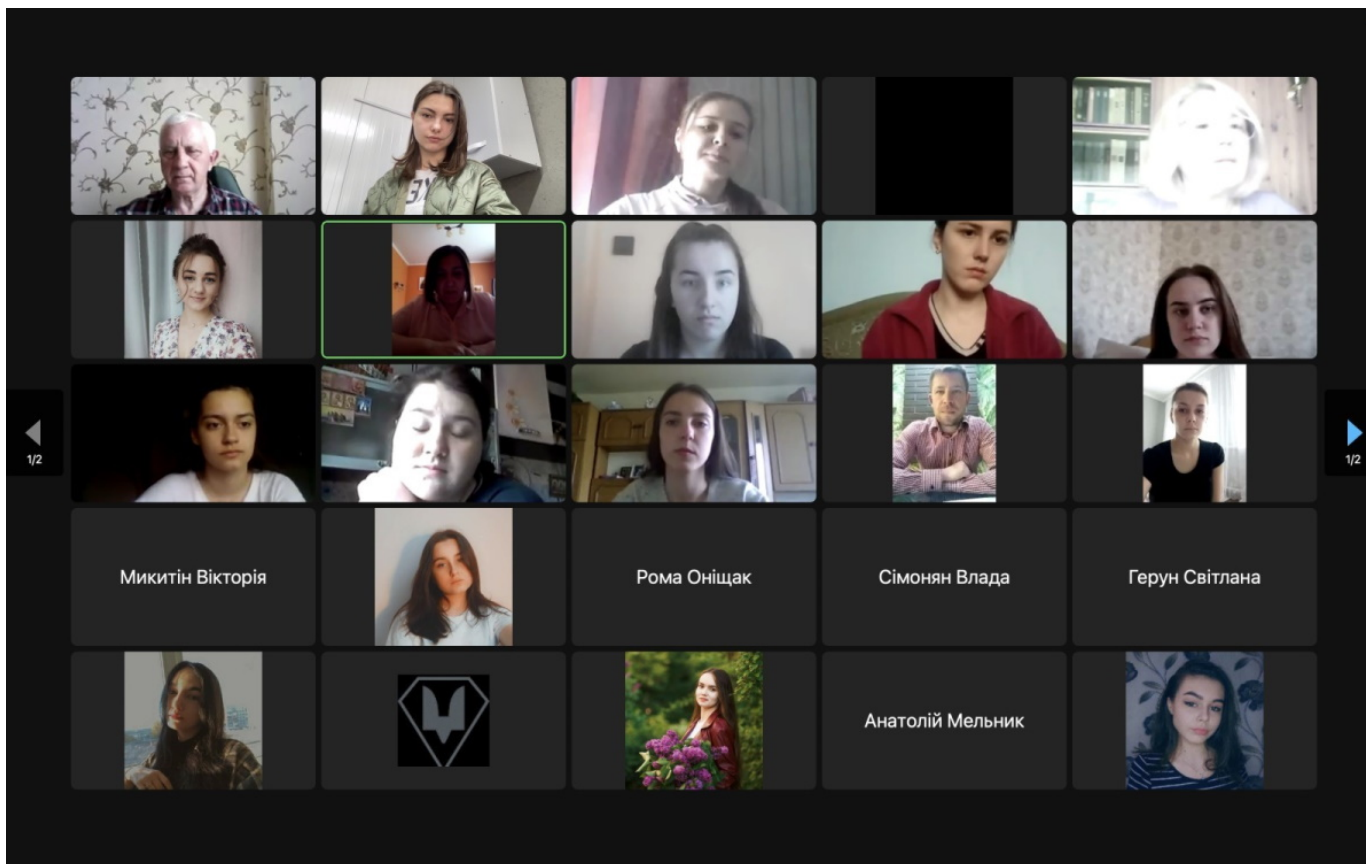 1/2
1/2
Микитін Вікторія
Рома Оніщак
Сімонян Влада
Герун Світлана
Анатолій Мельник